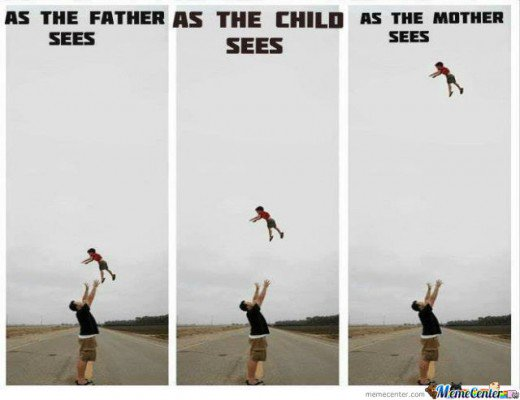 AS THE FATHER
SEES
AS THE CHILD
SEES
AS THE MOTHER
SEES
memecenter.com
MemeCenter